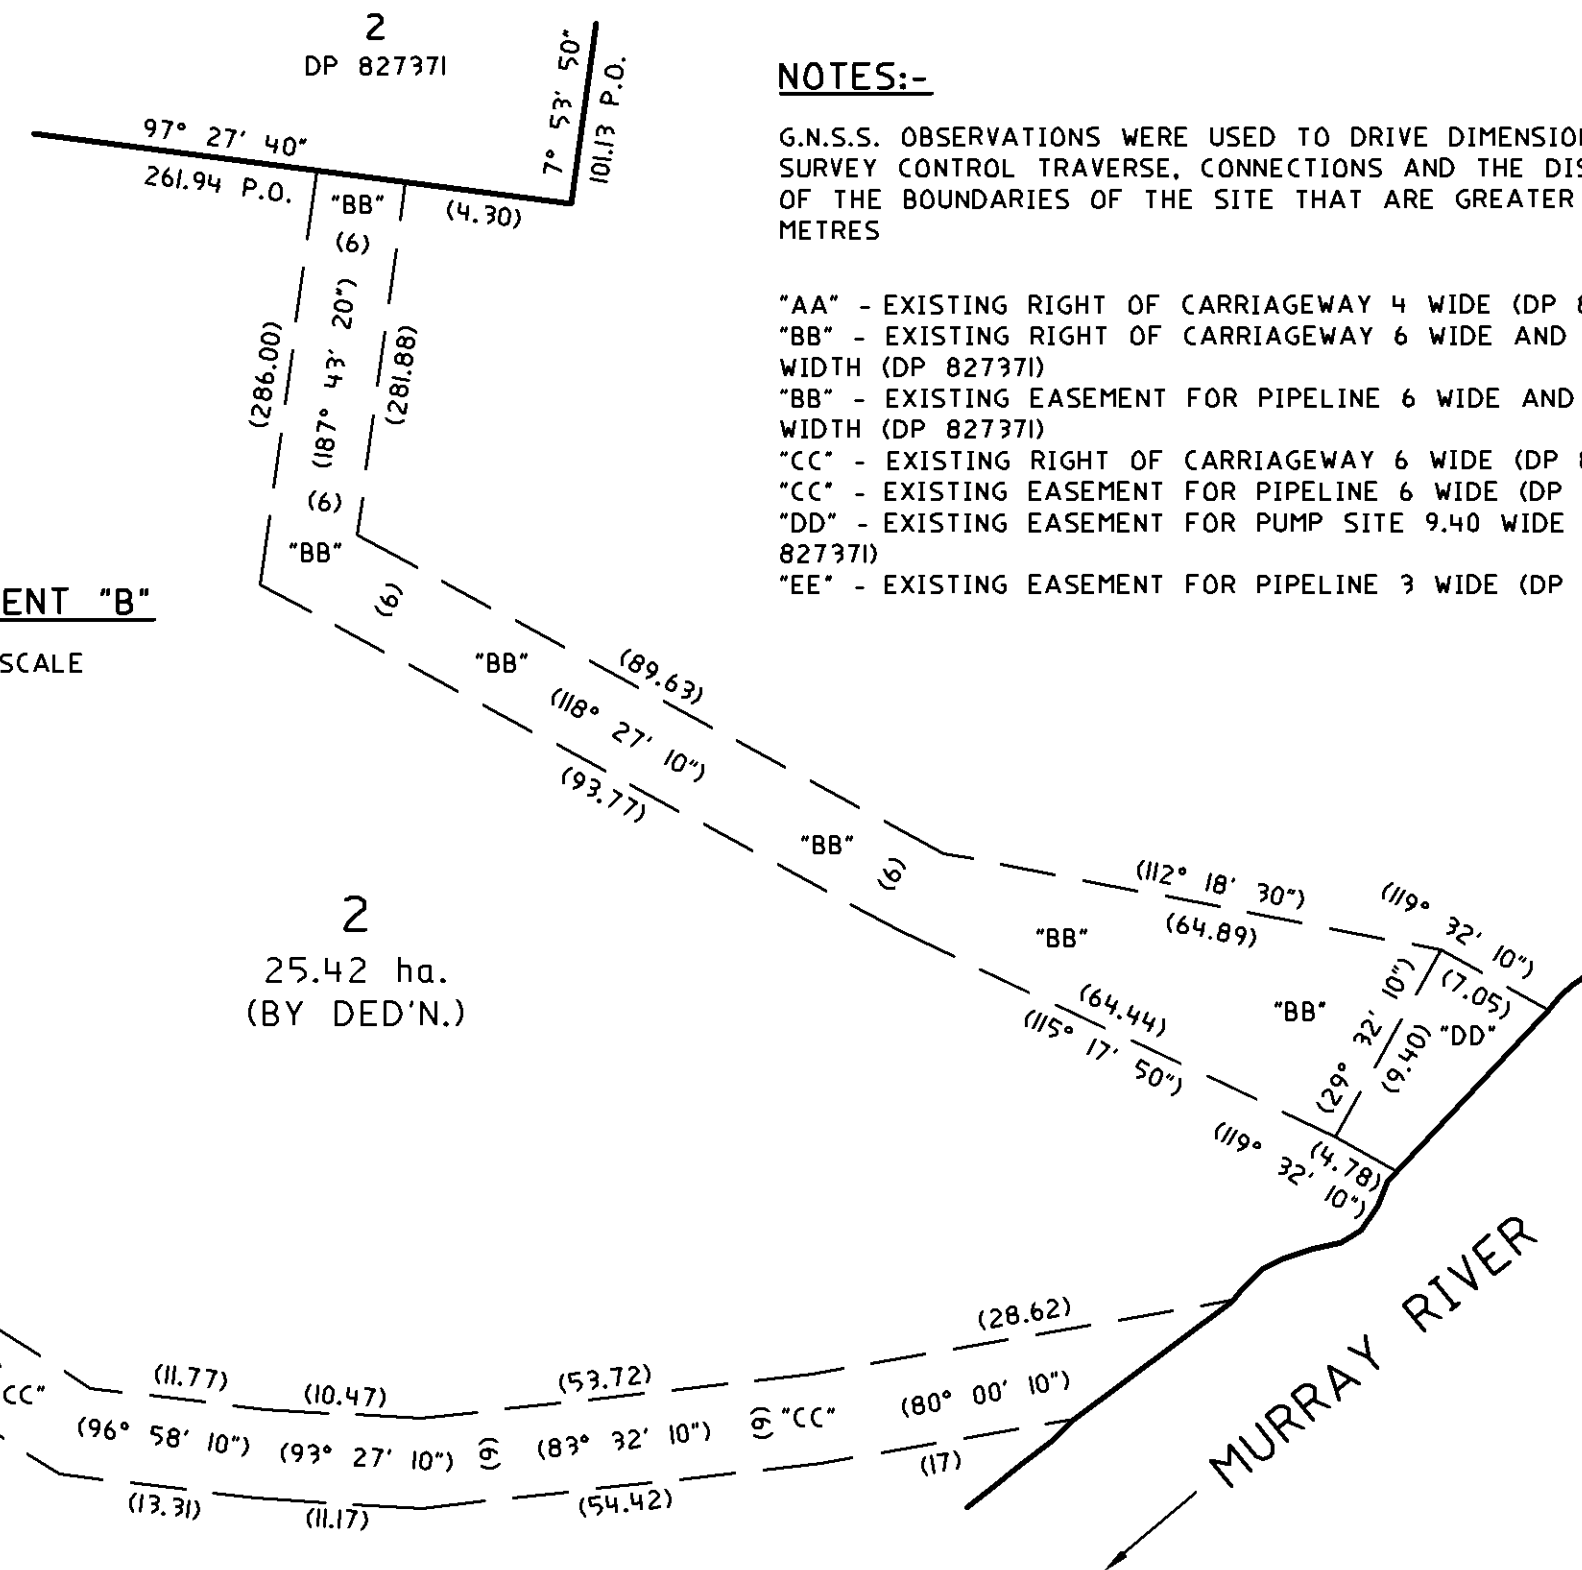 2
DP 827371
97° 27' 40"
261.94 P.O.
7° 53' 50"
101.13 P.O.
"BB"
(4.30)
(6)
(286.00)
(187° 43' 20")
(281.88)
(6)
"BB"
(6)
NOTES:-
G.N.S.S. OBSERVATIONS WERE USED TO DRIVE DIMENSION
SURVEY CONTROL TRAVERSE, CONNECTIONS AND THE DIS
OF THE BOUNDARIES OF THE SITE THAT ARE GREATER
METRES
"AA" - EXISTING RIGHT OF CARRIAGEWAY 4 WIDE (DP 8
"BB" - EXISTING RIGHT OF CARRIAGEWAY 6 WIDE AND
WIDTH (DP 827371)
"BB" - EXISTING EASEMENT FOR PIPELINE 6 WIDE AND
WIDTH (DP 827371)
"CC" - EXISTING RIGHT OF CARRIAGEWAY 6 WIDE (DP 8
"CC" - EXISTING EASEMENT FOR PIPELINE 6 WIDE (DP
"DD" - EXISTING EASEMENT FOR PUMP SITE 9.40 WIDE
827371)
"EE" - EXISTING EASEMENT FOR PIPELINE 3 WIDE (DP
ENT "B"
SCALE
"BB"
(89.63)
(118° 27' 10")
(93.77)
"BB"
(6)
2
25.42 ha.
(BY DED'N.)
(112° 18' 30")
(64.89)
(119° 32' 10")
(7.05)
"BB"
"BB"
(29° 32' 10")
(9.40)
"DD"
(64.44)
(115° 17' 50")
(4.78)
(119° 32' 10")
MURRAY RIVER
(28.62)
(11.77)
(10.47)
(53.72)
CC"
(96° 58' 10")
(93° 27' 10")
(6)
(83° 32' 10")
(6)
"CC"
(80° 00' 10")
(17)
(13.31)
(11.17)
(54.42)